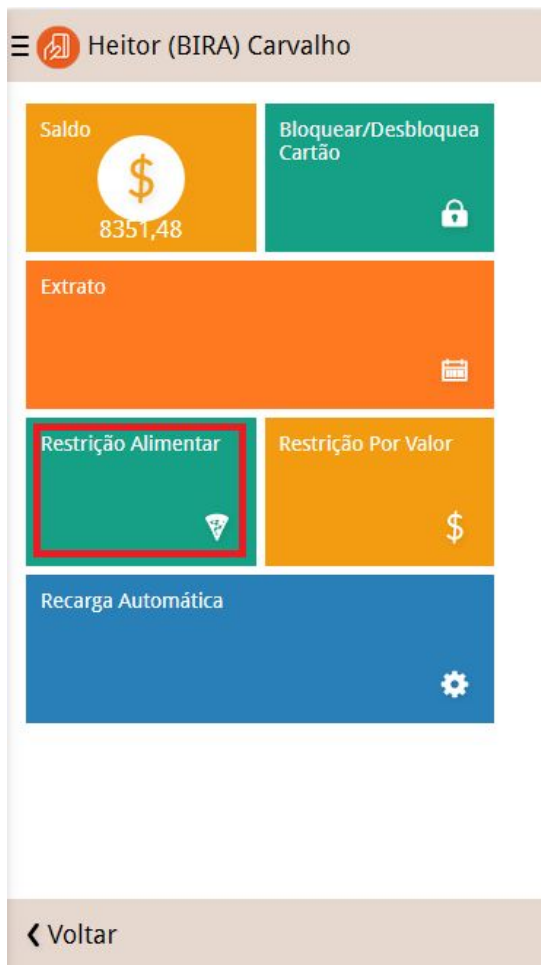 Heitor (BIRA) Carvalho
Saldo
$
8351,48
Bloquear/Desbloquea
Cartão
Extrato
Restrição Alimentar
Restrição Por Valor
$
Recarga Automática
Voltar